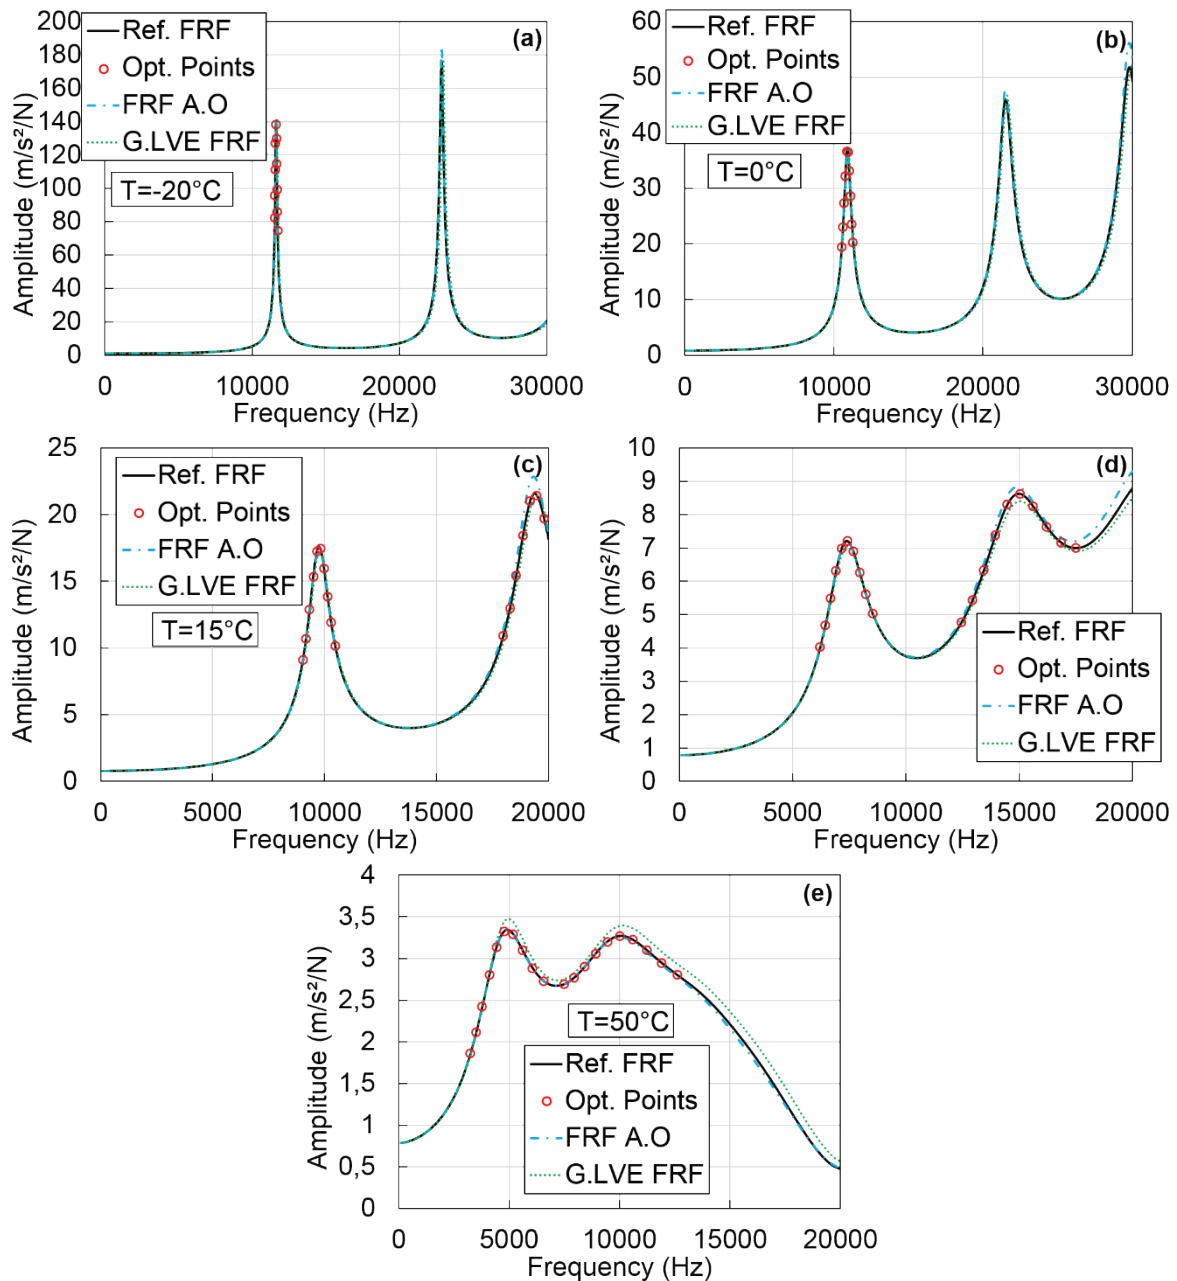 (a)
Ref. FRF
Opt. Points
FRF A.O
G.LVE FRF
T=-20°C
Amplitude (m/s²/N)
200
180
160
140
120
100
80
60
40
20
0
0 10000 20000 30000
Frequency (Hz)
(b)
Ref. FRF
Opt. Points
FRF A.O
G.LVE FRF
T=0°C
Amplitude (m/s²/N)
60
50
40
30
20
10
0
0 10000 20000 30000
Frequency (Hz)
(c)
Ref. FRF
Opt. Points
FRF A.O
G.LVE FRF
T=15°C
Amplitude (m/s²/N)
25
20
15
10
5
0
0 5000 10000 15000 20000
Frequency (Hz)
(d)
Ref. FRF
Opt. Points
FRF A.O
G.LVE FRF
Amplitude (m/s²/N)
10
9
8
7
6
5
4
3
2
1
0
0 5000 10000 15000 20000
Frequency (Hz)
(e)
T=50°C
Ref. FRF
Opt. Points
FRF A.O
G.LVE FRF
Amplitude (m/s²/N)
4
3,5
3
2,5
2
1,5
1
0,5
0
0 5000 10000 15000 20000
Frequency (Hz)